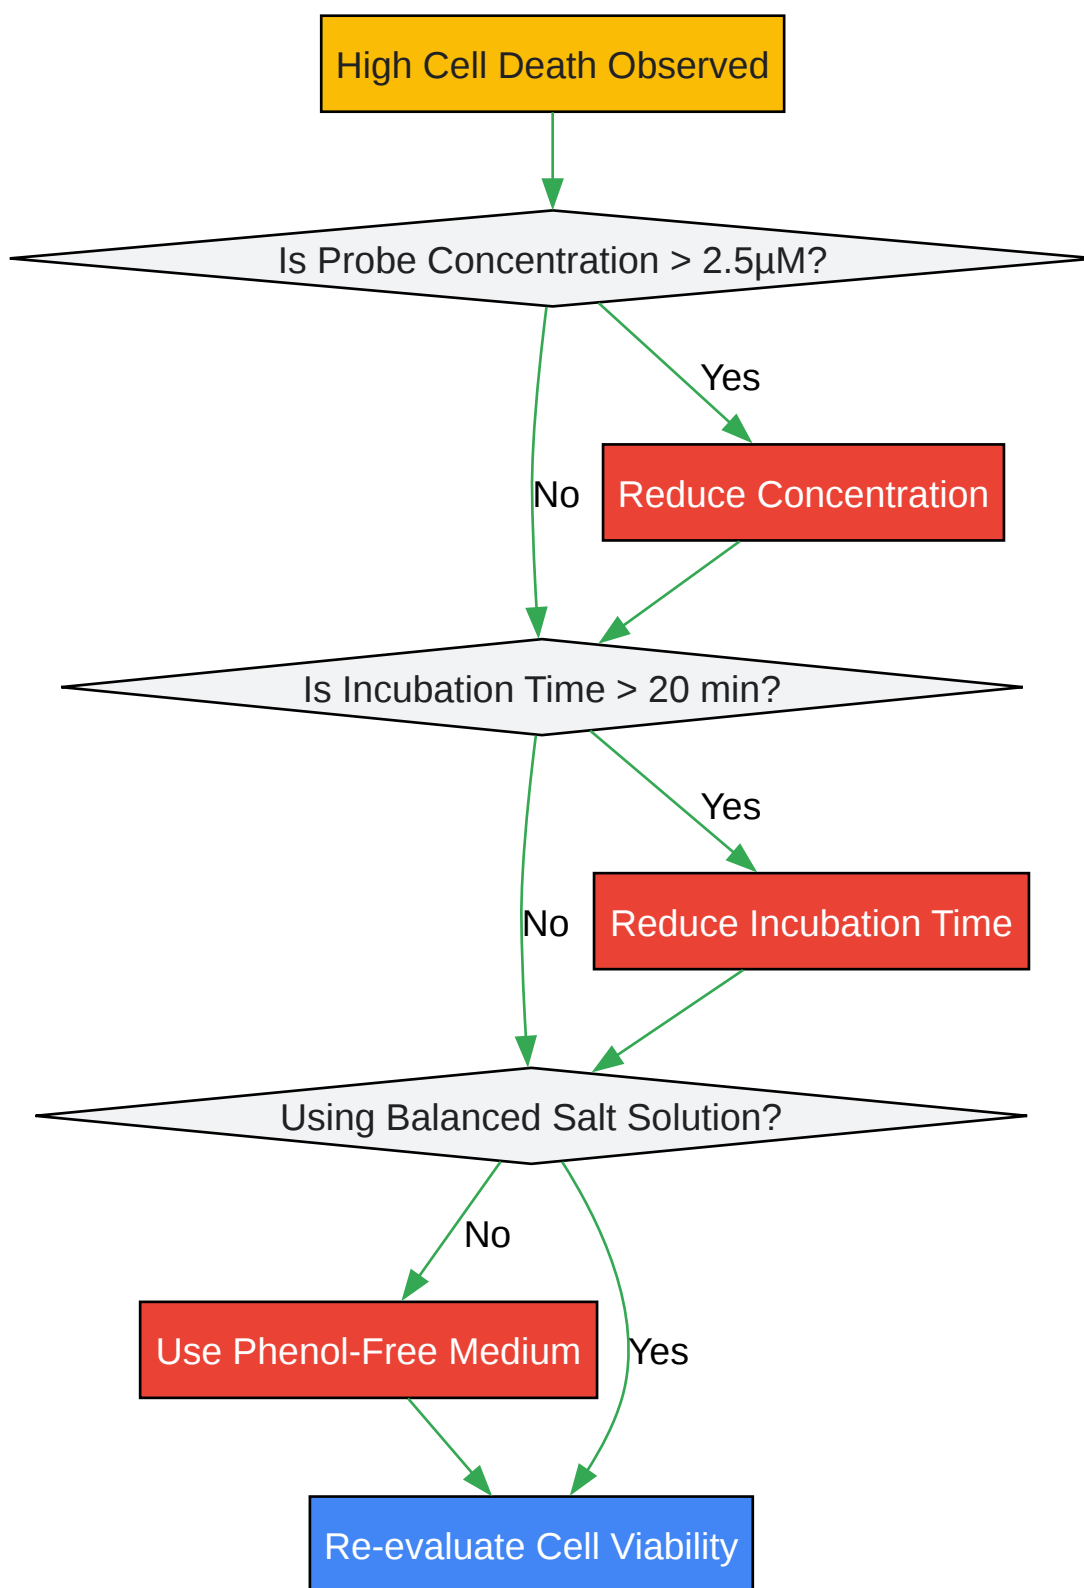 High Cell Death Observed
Is Probe Concentration > 2.5µM?
Yes
No
Reduce Concentration
Is Incubation Time > 20 min?
Yes
No
Reduce Incubation Time
Using Balanced Salt Solution?
No
Use Phenol-Free Medium
Yes
Re-evaluate Cell Viability